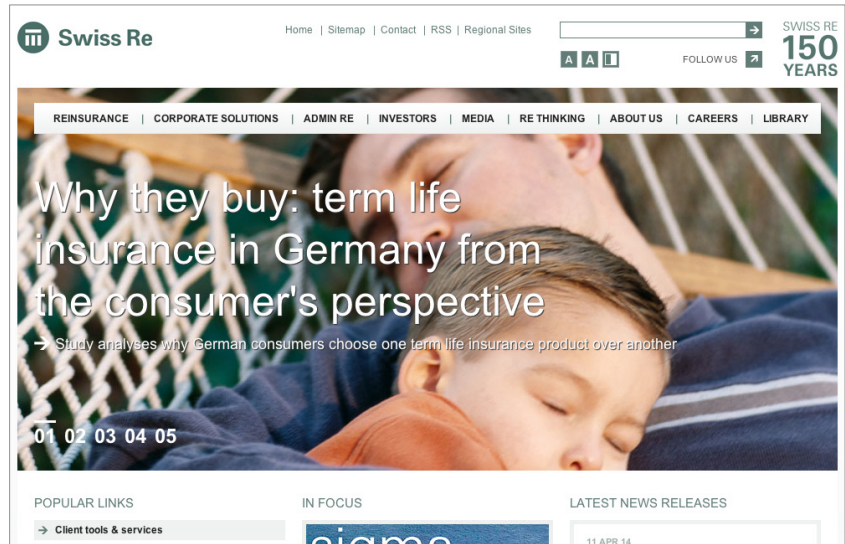 Swiss Re
Home | Sitemap | Contact | RSS | Regional Sites
A A
FOLLOW US
SWISS RE
150
YEARS
REINSURANCE | CORPORATE SOLUTIONS | ADMIN RE | INVESTORS | MEDIA | RE THINKING | ABOUT US | CAREERS | LIBRARY
Why they buy: term life
insurance in Germany from
the consumer's perspective
Study analyses why German consumers choose one term life insurance product over another
01 02 03 04 05
POPULAR LINKS
Client tools & services
IN FOCUS
sigma
LATEST NEWS RELEASES
11 APR 14